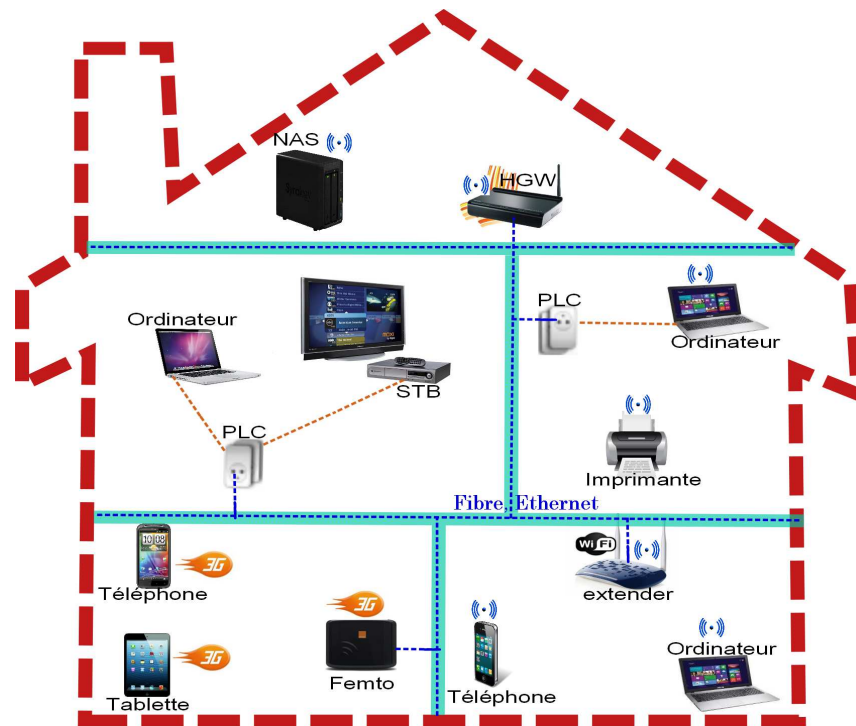 NAS
HGW
PLC
Ordinateur
Ordinateur
STB
PLC
Imprimante
Fibre, Ethernet
3G
WiFi
Téléphone
extender
3G
3G
Ordinateur
Tablette
Femto
Téléphone